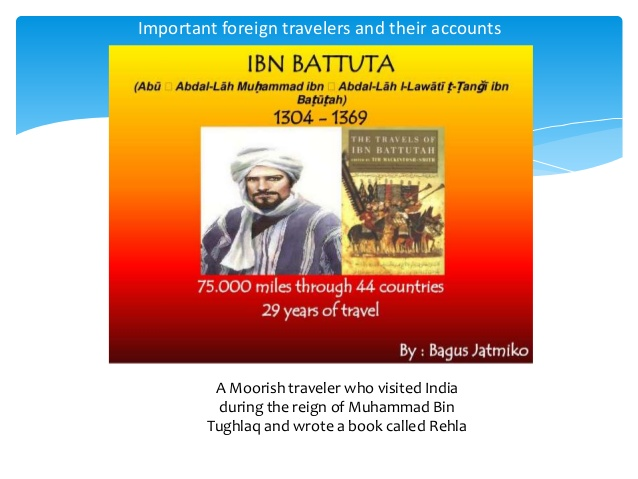 Important foreign travelers and their accounts
IBN BATTUTA
(Abū □ Abdal-Lāh Muḥammad ibn □ Abdal-Lāh l-Lawātī ṭ-Ṭanǧī ibn
Baṭūṭah)
1304 - 1369
THE TRAVELS OF
IBN BATTUTAH
EDITED BY TIM MACKINTOSH-SMITH
75.000 miles through 44 countries
29 years of travel
By : Bagus Jatmiko
A Moorish traveler who visited India
during the reign of Muhammad Bin
Tughlaq and wrote a book called Rehla